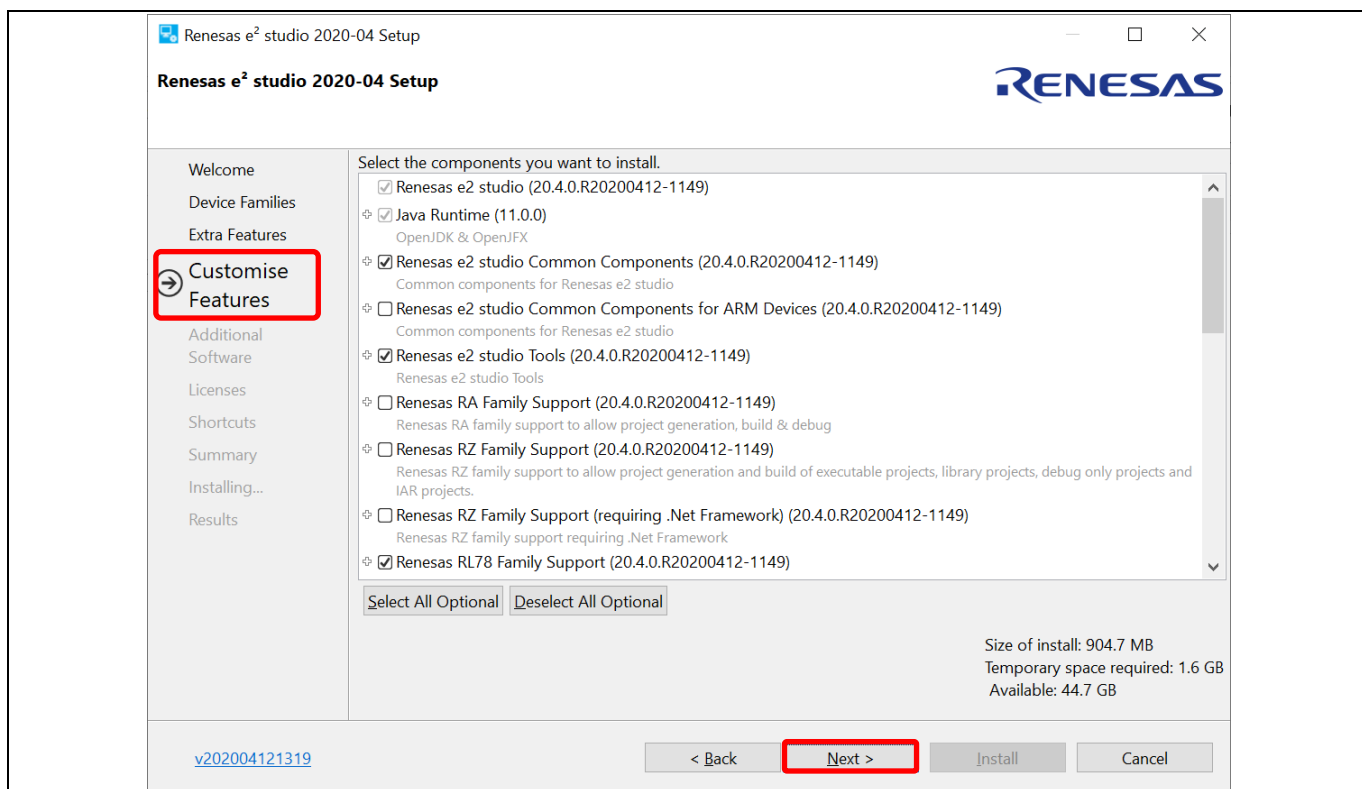 Renesas e² studio 2020-04 Setup
Renesas e² studio 2020-04 Setup
RENESAS
Welcome
Device Families
Extra Features
Customise
Features
Additional
Software
Licenses
Shortcuts
Summary
Installing...
Results
Select the components you want to install.
Renesas e2 studio (20.4.0.R20200412-1149)
Java Runtime (11.0.0)
OpenJDK & OpenJFX
Renesas e2 studio Common Components (20.4.0.R20200412-1149)
Common components for Renesas e2 studio
Renesas e2 studio Common Components for ARM Devices (20.4.0.R20200412-1149)
Common components for Renesas e2 studio
Renesas e2 studio Tools (20.4.0.R20200412-1149)
Renesas e2 studio Tools
Renesas RA Family Support (20.4.0.R20200412-1149)
Renesas RA family support to allow project generation, build & debug
Renesas RZ Family Support (20.4.0.R20200412-1149)
Renesas RZ family support to allow project generation and build of executable projects, library projects, debug only projects and
IAR projects.
Renesas RZ Family Support (requiring .Net Framework) (20.4.0.R20200412-1149)
Renesas RZ family support requiring .Net Framework
Renesas RL78 Family Support (20.4.0.R20200412-1149)
Select All Optional Deselect All Optional
Size of install: 904.7 MB
Temporary space required: 1.6 GB
Available: 44.7 GB
v202004121319
< Back Next > Install Cancel